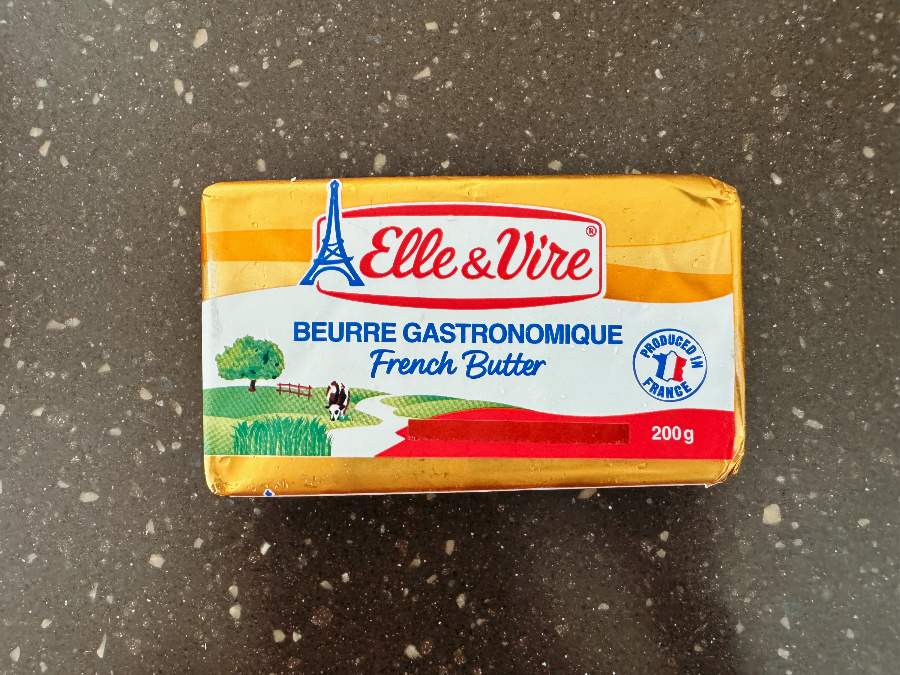 Elle & Vire®
BEURRE GASTRONOMIQUE
French Butter
PRODUCED IN
FRANCE
200g